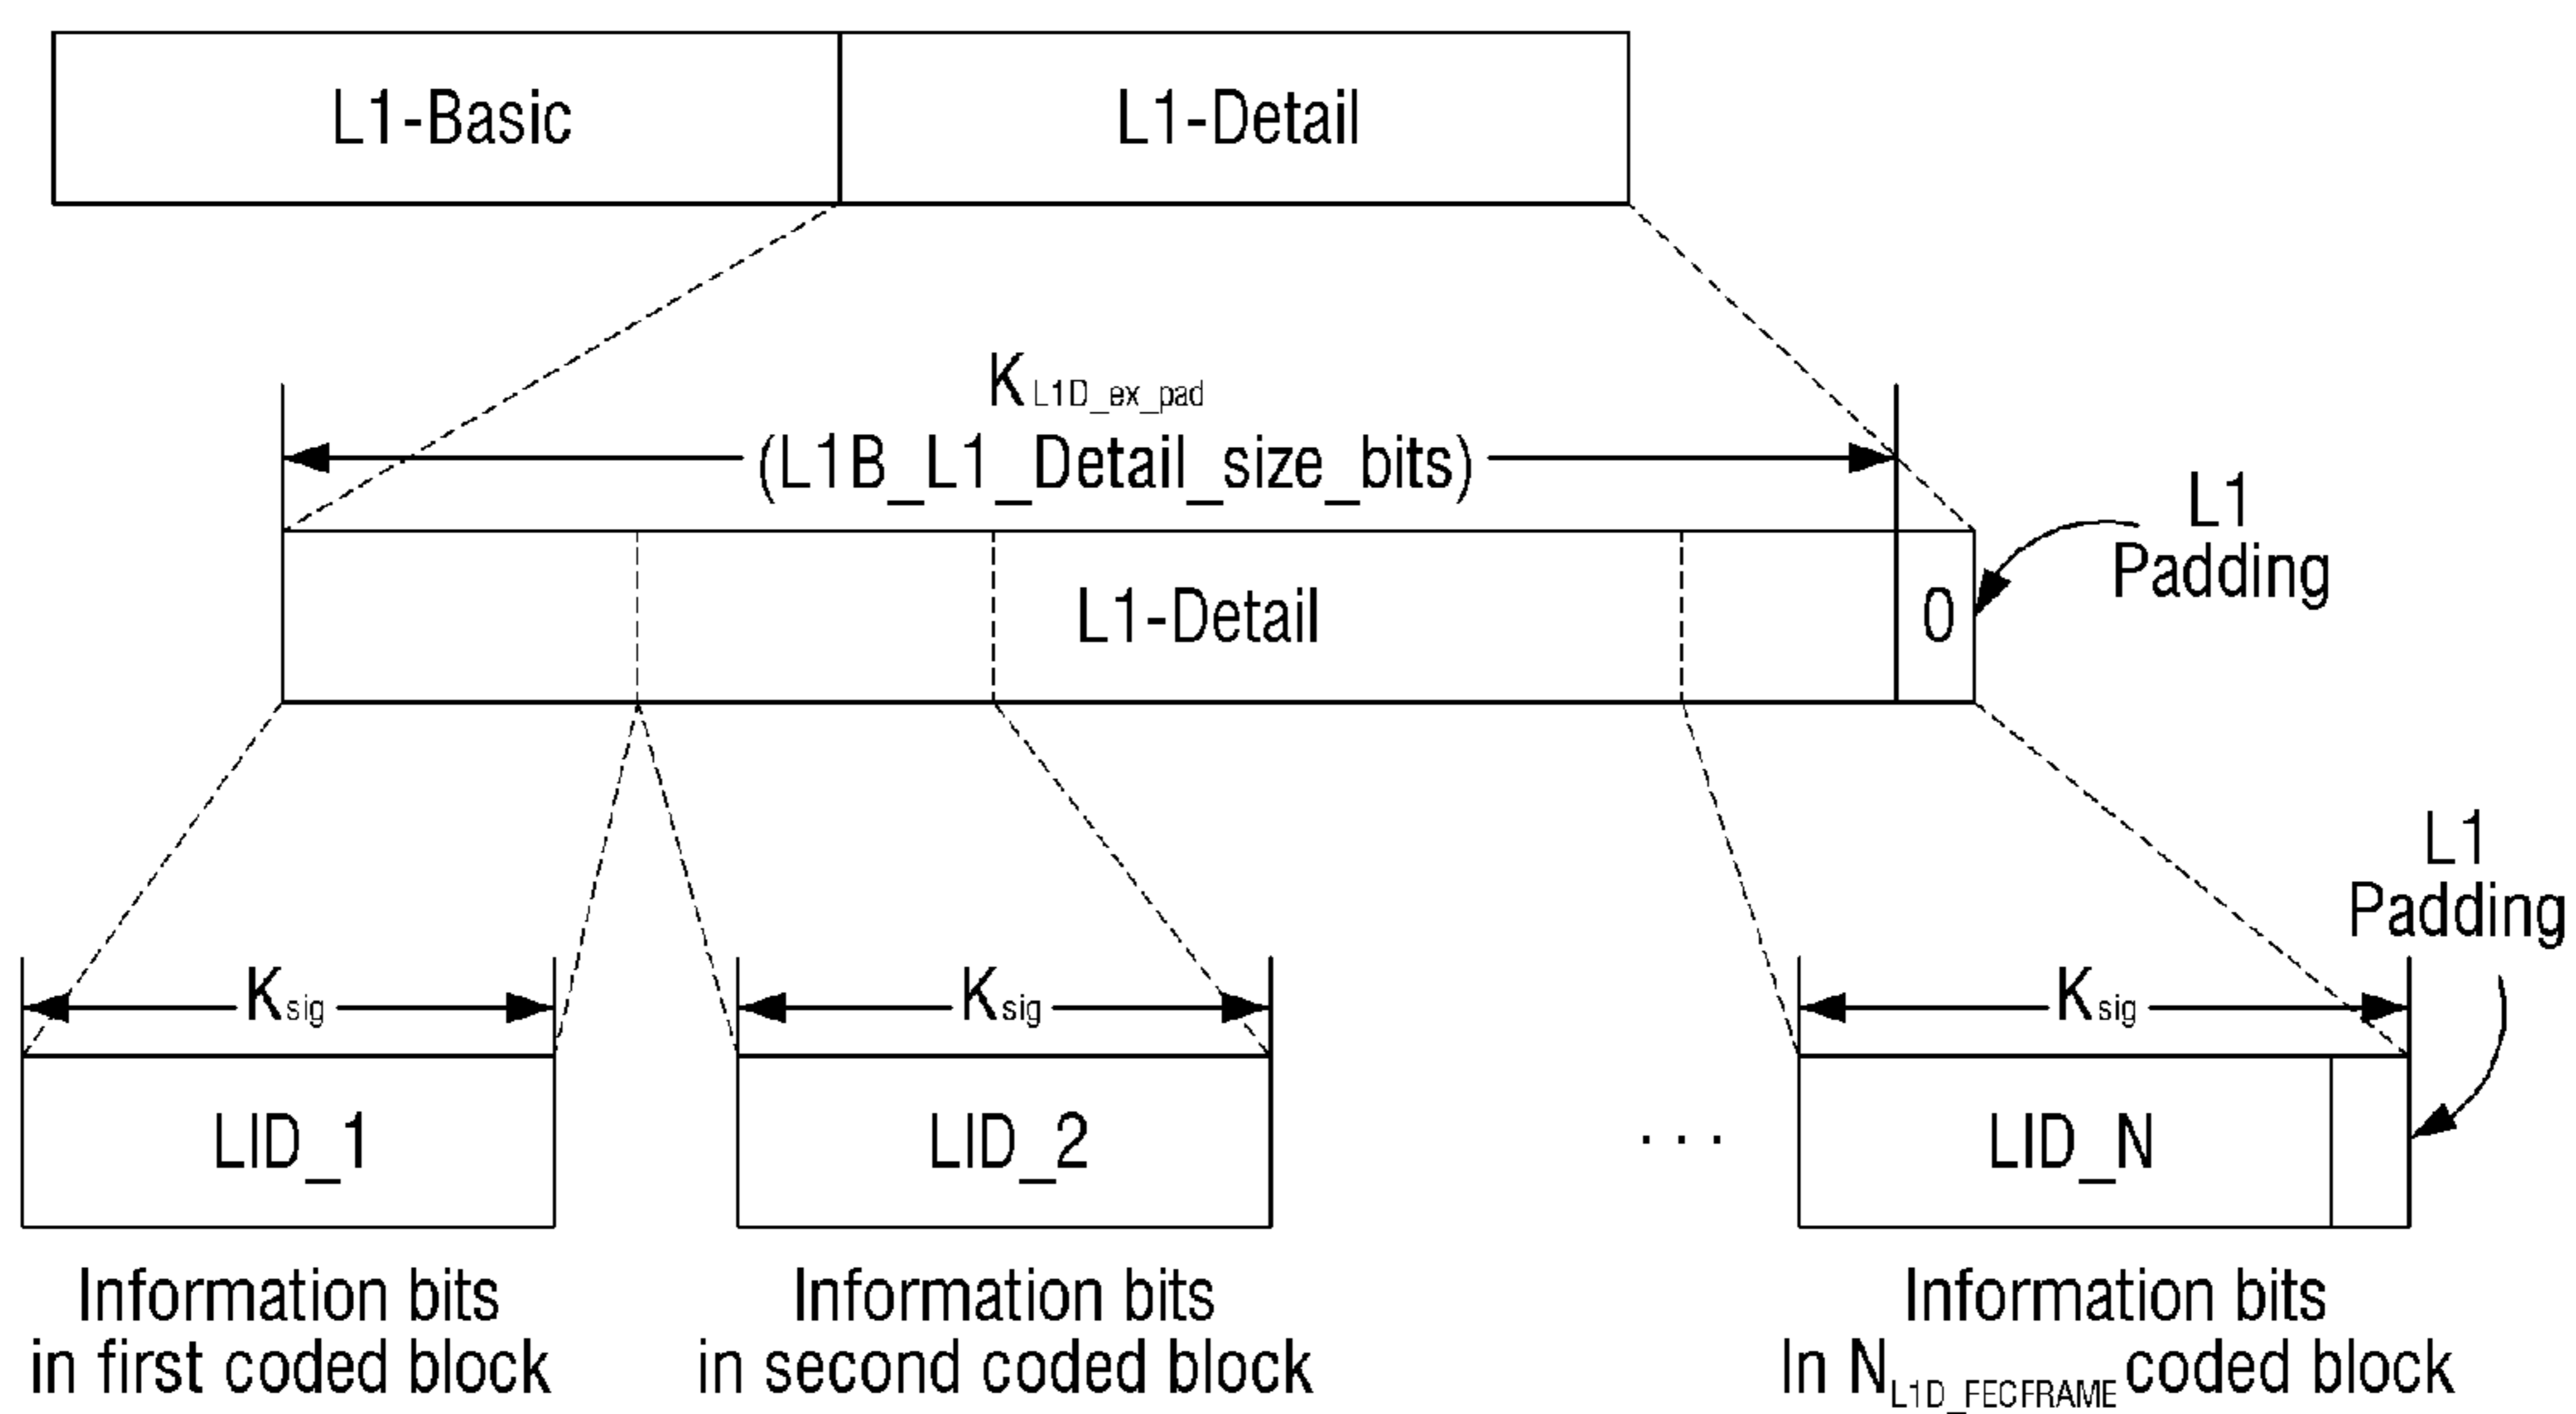 L1-Basic
L1-Detail
K L1D_ex_pad
(L1B_L1_Detail_size_bits)
L1
Padding
L1-Detail
0
L1
Padding
Ksig
Ksig
Ksig
LID_1
LID_2
...
LID_N
Information bits
in first coded block
Information bits
in second coded block
Information bits
In NL1D_FECFRAME coded block